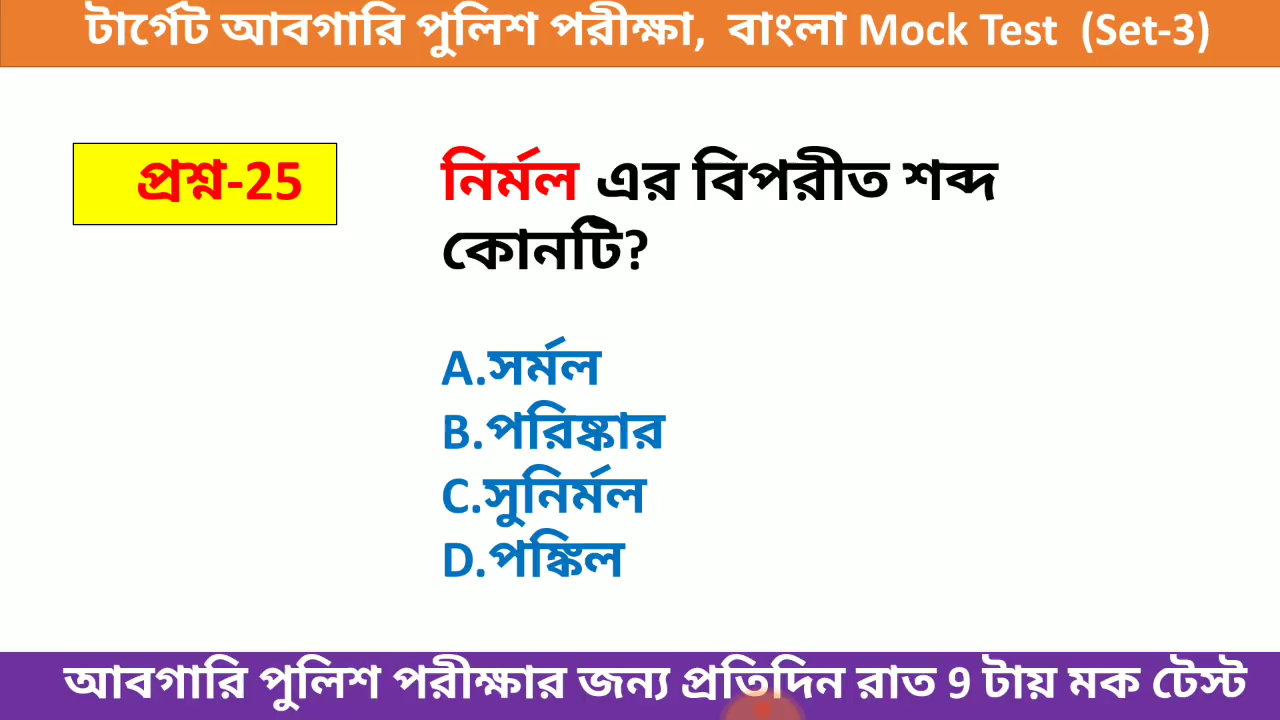 টার্গেট আবগারি পুলিশ পরীক্ষা, বাংলা Mock Test (Set-3)
প্রশ্ন-25
নির্মল এর বিপরীত শব্দ
কোনটি?
A.সর্মল
B.পরিষ্কার
C.সুনির্মল
D.পঙ্কিল
আবগারি পুলিশ পরীক্ষার জন্য প্রতিদিন রাত 9 টায় মক টেস্ট